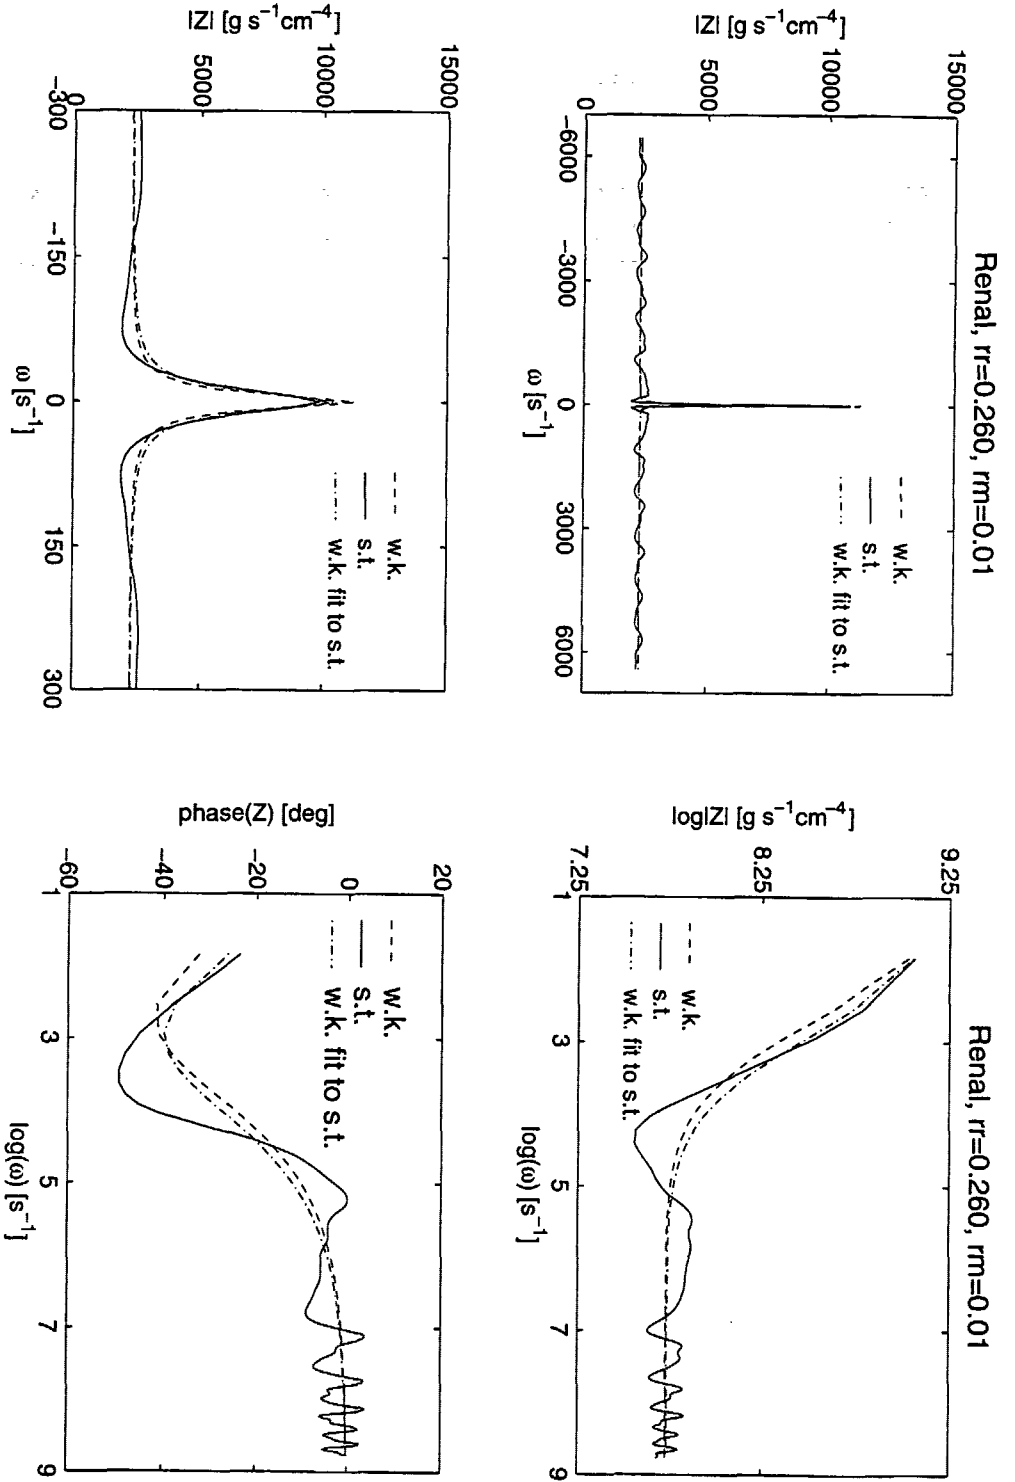 Renal, rr=0.260, rm=0.01
15000
10000
5000
0
|Z| [g s⁻¹cm⁻⁴]
w.k.
s.t.
w.k. fit to s.t.
−6000 −3000 0 3000 6000
ω [s⁻¹]
Renal, rr=0.260, rm=0.01
9.25
8.25
7.25
log|Z| [g s⁻¹cm⁻⁴]
w.k.
s.t.
w.k. fit to s.t.
1 3 5 7 9
log(ω) [s⁻¹]
15000
10000
5000
0
|Z| [g s⁻¹cm⁻⁴]
w.k.
s.t.
w.k. fit to s.t.
−300 −150 0 150 300
ω [s⁻¹]
20
0
−20
−40
−60
phase(Z) [deg]
w.k.
s.t.
w.k. fit to s.t.
1 3 5 7 9
log(ω) [s⁻¹]